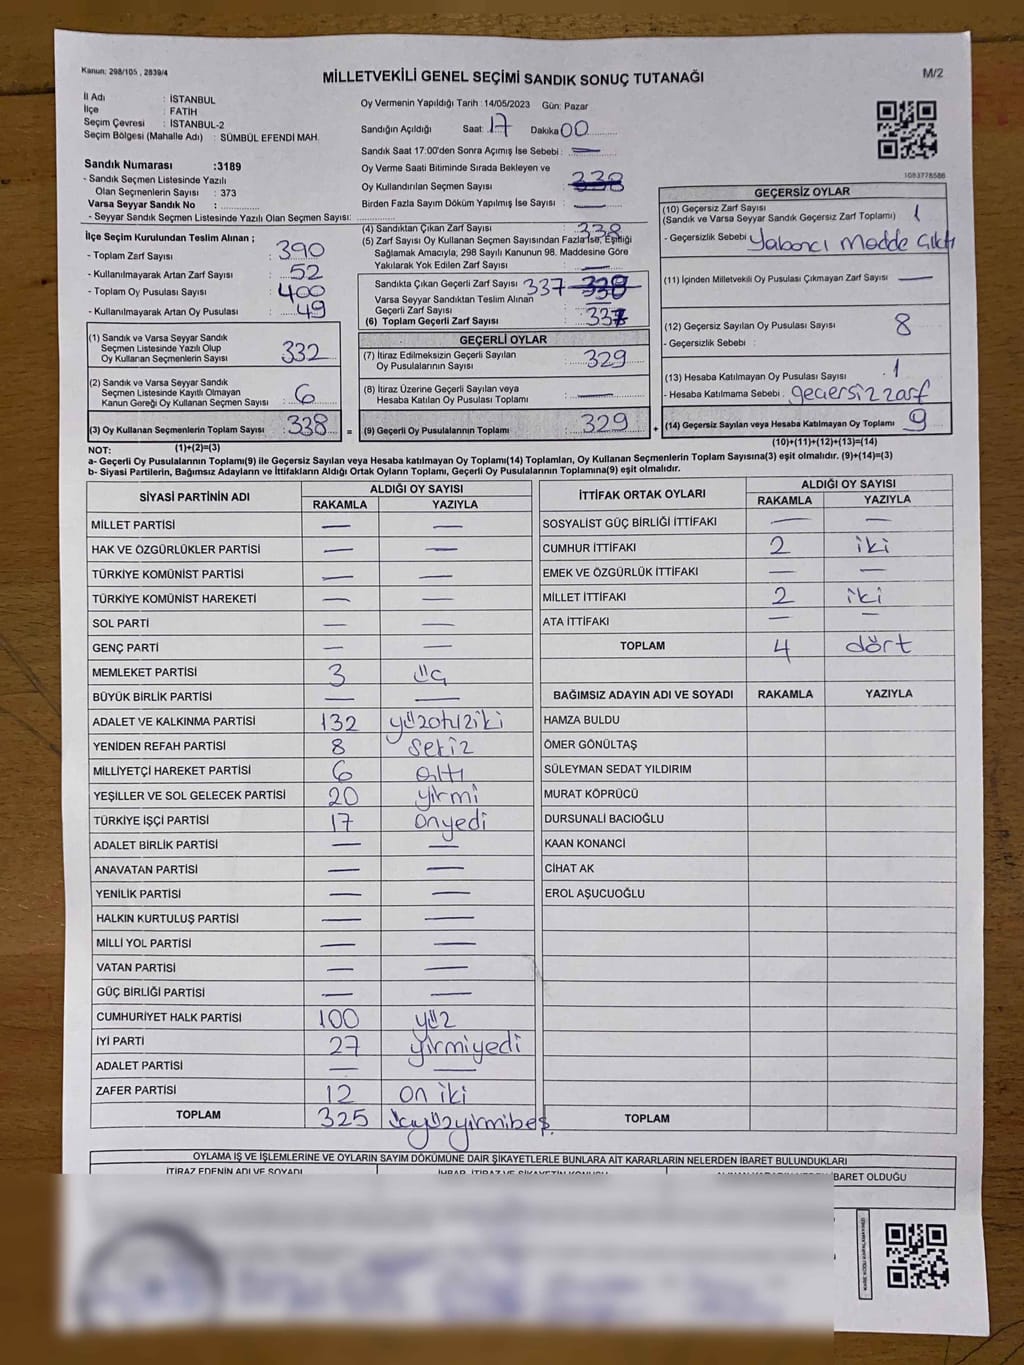 Kanun: 298/105 , 2839/4
MİLLETVEKİLİ GENEL SEÇİMİ SANDIK SONUÇ TUTANAĞI
M/2
İl Adı : İSTANBUL
İlçe : FATİH
Seçim Çevresi : İSTANBUL-2
Seçim Bölgesi (Mahalle Adı) : SÜMBÜL EFENDİ MAH.
Sandık Numarası :3189
- Sandık Seçmen Listesinde Yazılı
Olan Seçmenlerin Sayısı : 373
Varsa Seyyar Sandık No :
- Seyyar Sandık Seçmen Listesinde Yazılı Olan Seçmen Sayısı:
Oy Vermenin Yapıldığı Tarih :14/05/2023 Gün: Pazar
Sandığın Açıldığı Saat: 17 Dakika 00
Sandık Saat 17:00'den Sonra Açımış İse Sebebi : —
Oy Verme Saati Bitiminde Sırada Bekleyen ve
Oy Kullandırılan Seçmen Sayısı : 338
Birden Fazla Sayım Döküm Yapılmış İse Sayısı : —
1083778586
İlçe Seçim Kurulundan Teslim Alınan ;
- Toplam Zarf Sayısı : 390
- Kullanılmayarak Artan Zarf Sayısı : 52
- Toplam Oy Pusulası Sayısı : 400
- Kullanılmayarak Artan Oy Pusulası : 49
(4) Sandıktan Çıkan Zarf Sayısı : 338
(5) Zarf Sayısı Oy Kullanan Seçmen Sayısından Fazla İse, Eşitliği
Sağlamak Amacıyla; 298 Sayılı Kanunun 98. Maddesine Göre
Yakılarak Yok Edilen Zarf Sayısı : —
Sandıkta Çıkan Geçerli Zarf Sayısı : 337 338
Varsa Seyyar Sandıktan Teslim Alınan
Geçerli Zarf Sayısı : —
(6) Toplam Geçerli Zarf Sayısı : 337
GEÇERSİZ OYLAR
(10) Geçersiz Zarf Sayısı : 1
(Sandık ve Varsa Seyyar Sandık Geçersiz Zarf Toplamı)
- Geçersizlik Sebebi : Yabancı Madde Çıktı
(11) İçinden Milletvekili Oy Pusulası Çıkmayan Zarf Sayısı : —
(12) Geçersiz Sayılan Oy Pusulası Sayısı : 8
- Geçersizlik Sebebi :
(13) Hesaba Katılmayan Oy Pusulası Sayısı : 1
- Hesaba Katılmama Sebebi : geçersiz zarf
(14) Geçersiz Sayılan veya Hesaba Katılmayan Oy Toplamı : 9
(10)+(11)+(12)+(13)=(14)
(1) Sandık ve Varsa Seyyar Sandık
Seçmen Listesinde Yazılı Olup
Oy Kullanan Seçmenlerin Sayısı : 332
(2) Sandık ve Varsa Seyyar Sandık
Seçmen Listesinde Kayıtlı Olmayan
Kanun Gereği Oy Kullanan Seçmen Sayısı : 6
(3) Oy Kullanan Seçmenlerin Toplam Sayısı : 338 =
(1)+(2)=(3)
GEÇERLİ OYLAR
(7) İtiraz Edilmeksizin Geçerli Sayılan
Oy Pusulalarının Sayısı : 329
(8) İtiraz Üzerine Geçerli Sayılan veya
Hesaba Katılan Oy Pusulası Toplamı : —
(9) Geçerli Oy Pusulalarının Toplamı : 329 +
NOT:
a- Geçerli Oy Pusulalarının Toplamı(9) ile Geçersiz Sayılan veya Hesaba Katılmayan Oy Toplamı(14) Toplamları, Oy Kullanan Seçmenlerin Toplam Sayısına(3) eşit olmalıdır. (9)+(14)=(3)
b- Siyasi Partilerin, Bağımsız Adayların ve İttifakların Aldığı Ortak Oyların Toplamı, Geçerli Oy Pusulalarının Toplamına(9) eşit olmalıdır.
SİYASİ PARTİNİN ADI ALDIĞI OY SAYISI
RAKAMLA YAZIYLA
MİLLET PARTİSİ — —
HAK VE ÖZGÜRLÜKLER PARTİSİ — —
TÜRKİYE KOMÜNİST PARTİSİ — —
TÜRKİYE KOMÜNİST HAREKETİ — —
SOL PARTİ — —
GENÇ PARTİ — —
MEMLEKET PARTİSİ 3 üç
BÜYÜK BİRLİK PARTİSİ — —
ADALET VE KALKINMA PARTİSİ 132 yüzotuziki
YENİDEN REFAH PARTİSİ 8 sekiz
MİLLİYETÇİ HAREKET PARTİSİ 6 altı
YEŞİLLER VE SOL GELECEK PARTİSİ 20 yirmi
TÜRKİYE İŞÇİ PARTİSİ 17 onyedi
ADALET BİRLİK PARTİSİ — —
ANAVATAN PARTİSİ — —
YENİLİK PARTİSİ — —
HALKIN KURTULUŞ PARTİSİ — —
MİLLİ YOL PARTİSİ — —
VATAN PARTİSİ — —
GÜÇ BİRLİĞİ PARTİSİ — —
CUMHURİYET HALK PARTİSİ 100 yüz
İYİ PARTİ 27 yirmiyedi
ADALET PARTİSİ — —
ZAFER PARTİSİ 12 on iki
TOPLAM 325 üçyüzyirmibeş
İTTİFAK ORTAK OYLARI ALDIĞI OY SAYISI
RAKAMLA YAZIYLA
SOSYALİST GÜÇ BİRLİĞİ İTTİFAKI — —
CUMHUR İTTİFAKI 2 iki
EMEK VE ÖZGÜRLÜK İTTİFAKI — —
MİLLET İTTİFAKI 2 iki
ATA İTTİFAKI — —
TOPLAM 4 dört
BAĞIMSIZ ADAYIN ADI VE SOYADI RAKAMLA YAZIYLA
HAMZA BULDU
ÖMER GÖNÜLTAŞ
SÜLEYMAN SEDAT YILDIRIM
MURAT KÖPRÜCÜ
DURSUNALİ BACIOĞLU
KAAN KONANCİ
CİHAT AK
EROL AŞUCUOĞLU
TOPLAM
OYLAMA İŞ VE İŞLEMLERİNE VE OYLARIN SAYIM DÖKÜMÜNE DAİR ŞİKAYETLERLE BUNLARA AİT KARARLARIN NELERDEN İBARET BULUNDUKLARI
İTİRAZ EDENİN ADI VE SOYADI İHBAR, İTİRAZ VE ŞİKAYETİN KONUSU
İBARET OLDUĞU